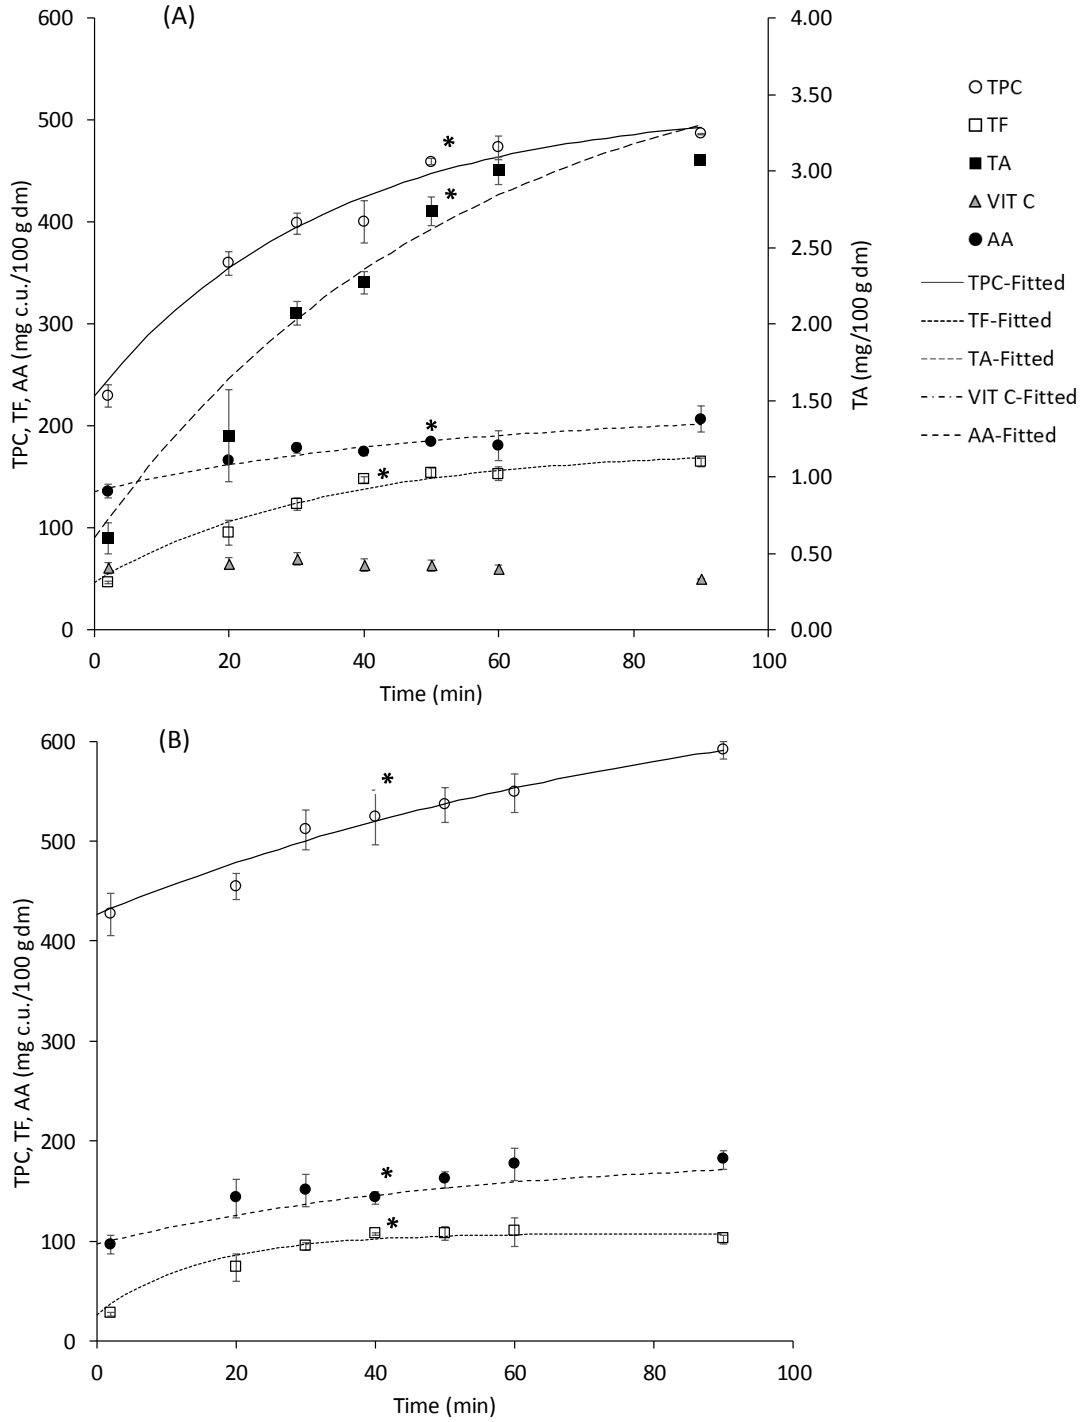 (A)
600
500
400
300
200
100
0
TPC, TF, AA (mg c.u./100 g dm)
4.00
3.50
3.00
2.50
2.00
1.50
1.00
0.50
0.00
TA (mg/100 g dm)
0 20 40 60 80 100
Time (min)
* * * *
TPC
TF
TA
VIT C
AA
TPC-Fitted
TF-Fitted
TA-Fitted
VIT C-Fitted
AA-Fitted
(B)
600
500
400
300
200
100
0
TPC, TF, AA (mg c.u./100 g dm)
* * *
0 20 40 60 80 100
Time (min)